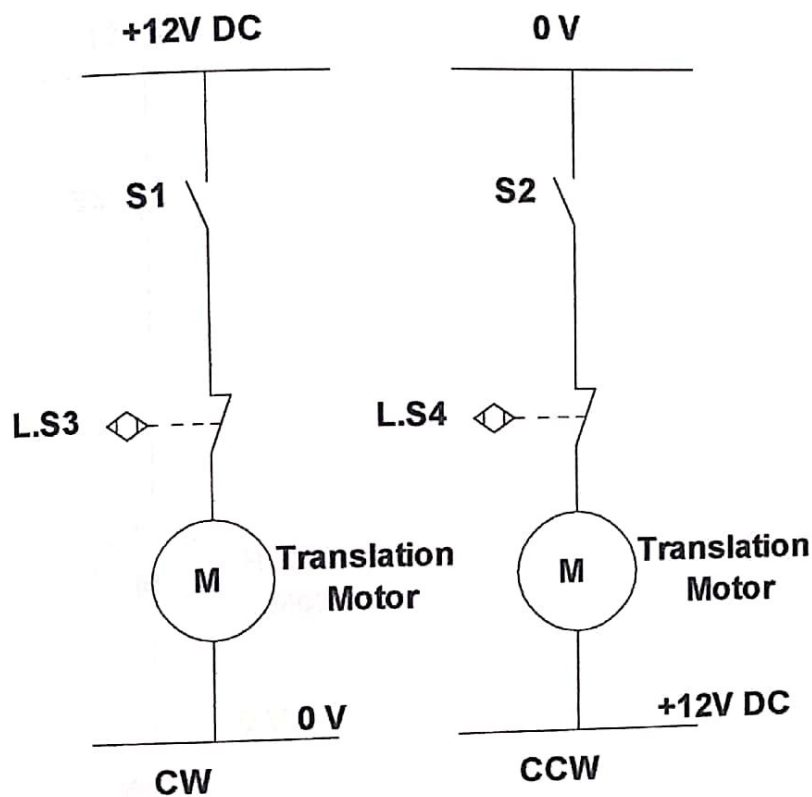 +12V DC
0 V
S1
S2
L.S3
L.S4
M
Translation
Motor
M
Translation
Motor
0 V
+12V DC
CW
CCW